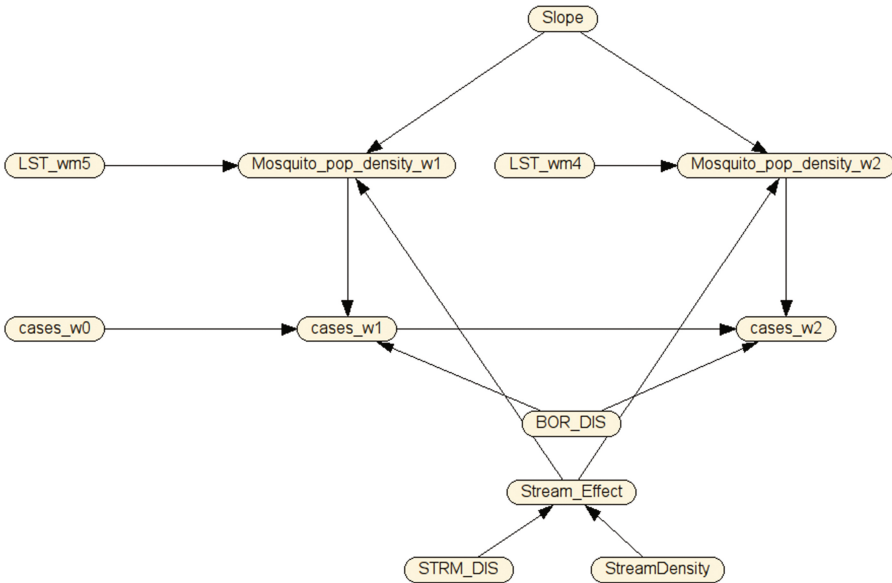 Slope
LST_wm5
Mosquito_pop_density_w1
LST_wm4
Mosquito_pop_density_w2
cases_w0
cases_w1
cases_w2
BOR_DIS
Stream_Effect
STRM_DIS
StreamDensity